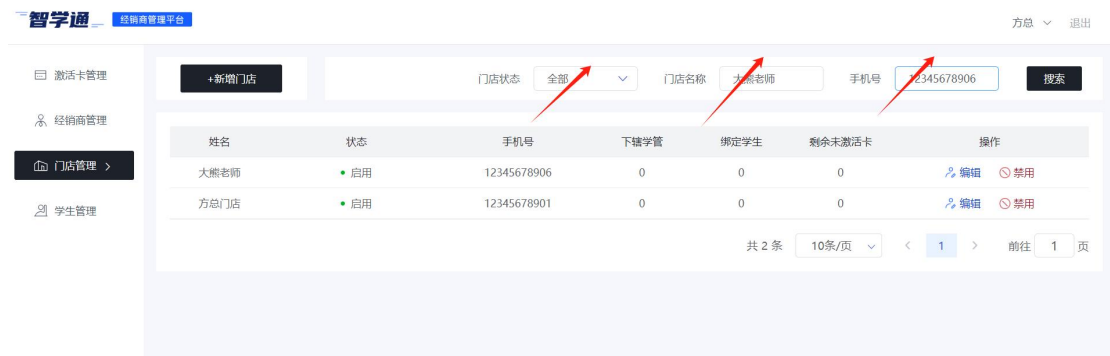 智学通 经销商管理平台 方总 退出
激活卡管理
经销商管理
门店管理
学生管理
+新增门店 门店状态 全部 门店名称 大熊老师 手机号 12345678906 搜索
姓名 状态 手机号 下辖学管 绑定学生 剩余未激活卡 操作
大熊老师 启用 12345678906 0 0 0 编辑 禁用
方总门店 启用 12345678901 0 0 0 编辑 禁用
共 2 条 10条/页 1 前往 1 页